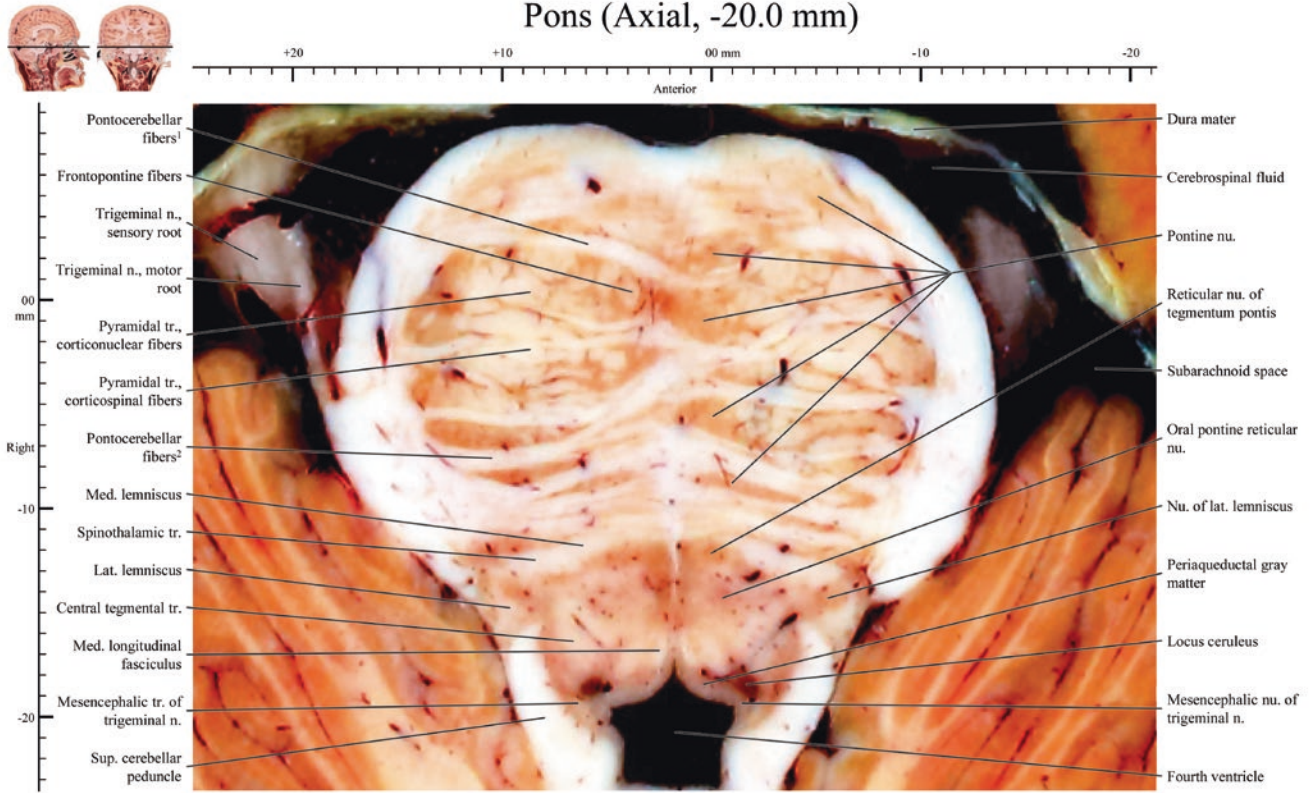 Pons (Axial, -20.0 mm)
+20
+10
00 mm
-10
-20
Anterior
00
mm
Right
-10
-20
Pontocerebellar
fibers¹
Frontopontine fibers
Trigeminal n.,
sensory root
Trigeminal n., motor
root
Pyramidal tr.,
corticonuclear fibers
Pyramidal tr.,
corticospinal fibers
Pontocerebellar
fibers²
Med. lemniscus
Spinothalamic tr.
Lat. lemniscus
Central tegmental tr.
Med. longitudinal
fasciculus
Mesencephalic tr. of
trigeminal n.
Sup. cerebellar
peduncle
Dura mater
Cerebrospinal fluid
Pontine nu.
Reticular nu. of
tegmentum pontis
Subarachnoid space
Oral pontine reticular
nu.
Nu. of lat. lemniscus
Periaqueductal gray
matter
Locus ceruleus
Mesencephalic nu. of
trigeminal n.
Fourth ventricle